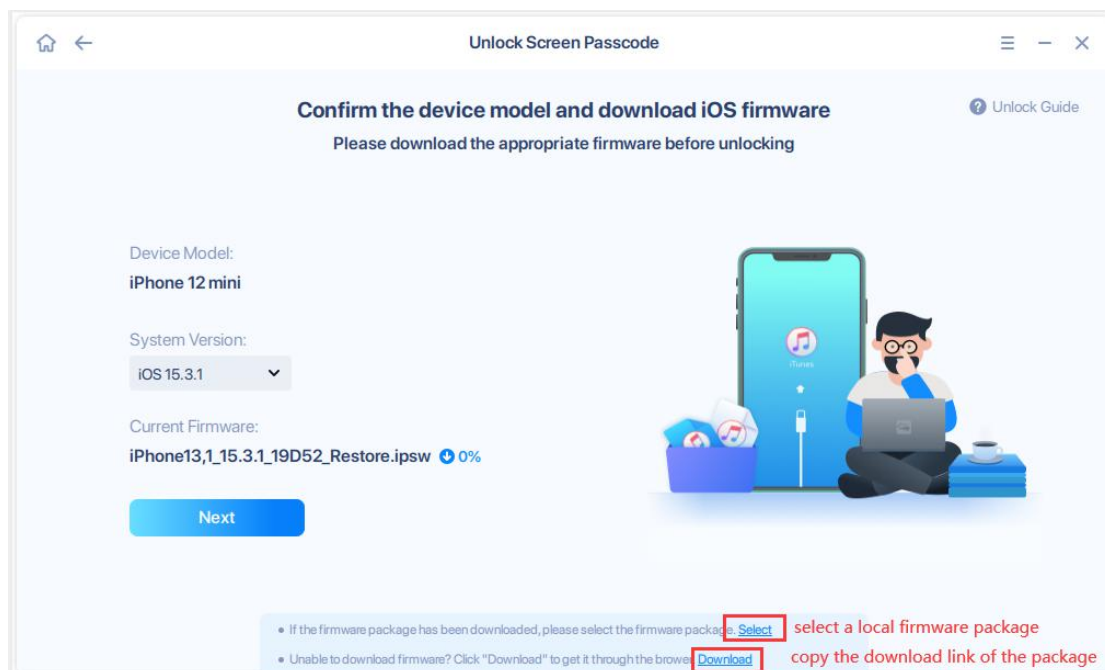 Unlock Screen Passcode
Confirm the device model and download iOS firmware
Unlock Guide
Please download the appropriate firmware before unlocking
Device Model:
iPhone 12 mini
System Version:
iOS 15.3.1
Current Firmware:
iPhone13,1_15.3.1_19D52_Restore.ipsw 0%
Next
iTunes
• If the firmware package has been downloaded, please select the firmware package. Select select a local firmware package
• Unable to download firmware? Click "Download" to get it through the brower Download copy the download link of the package